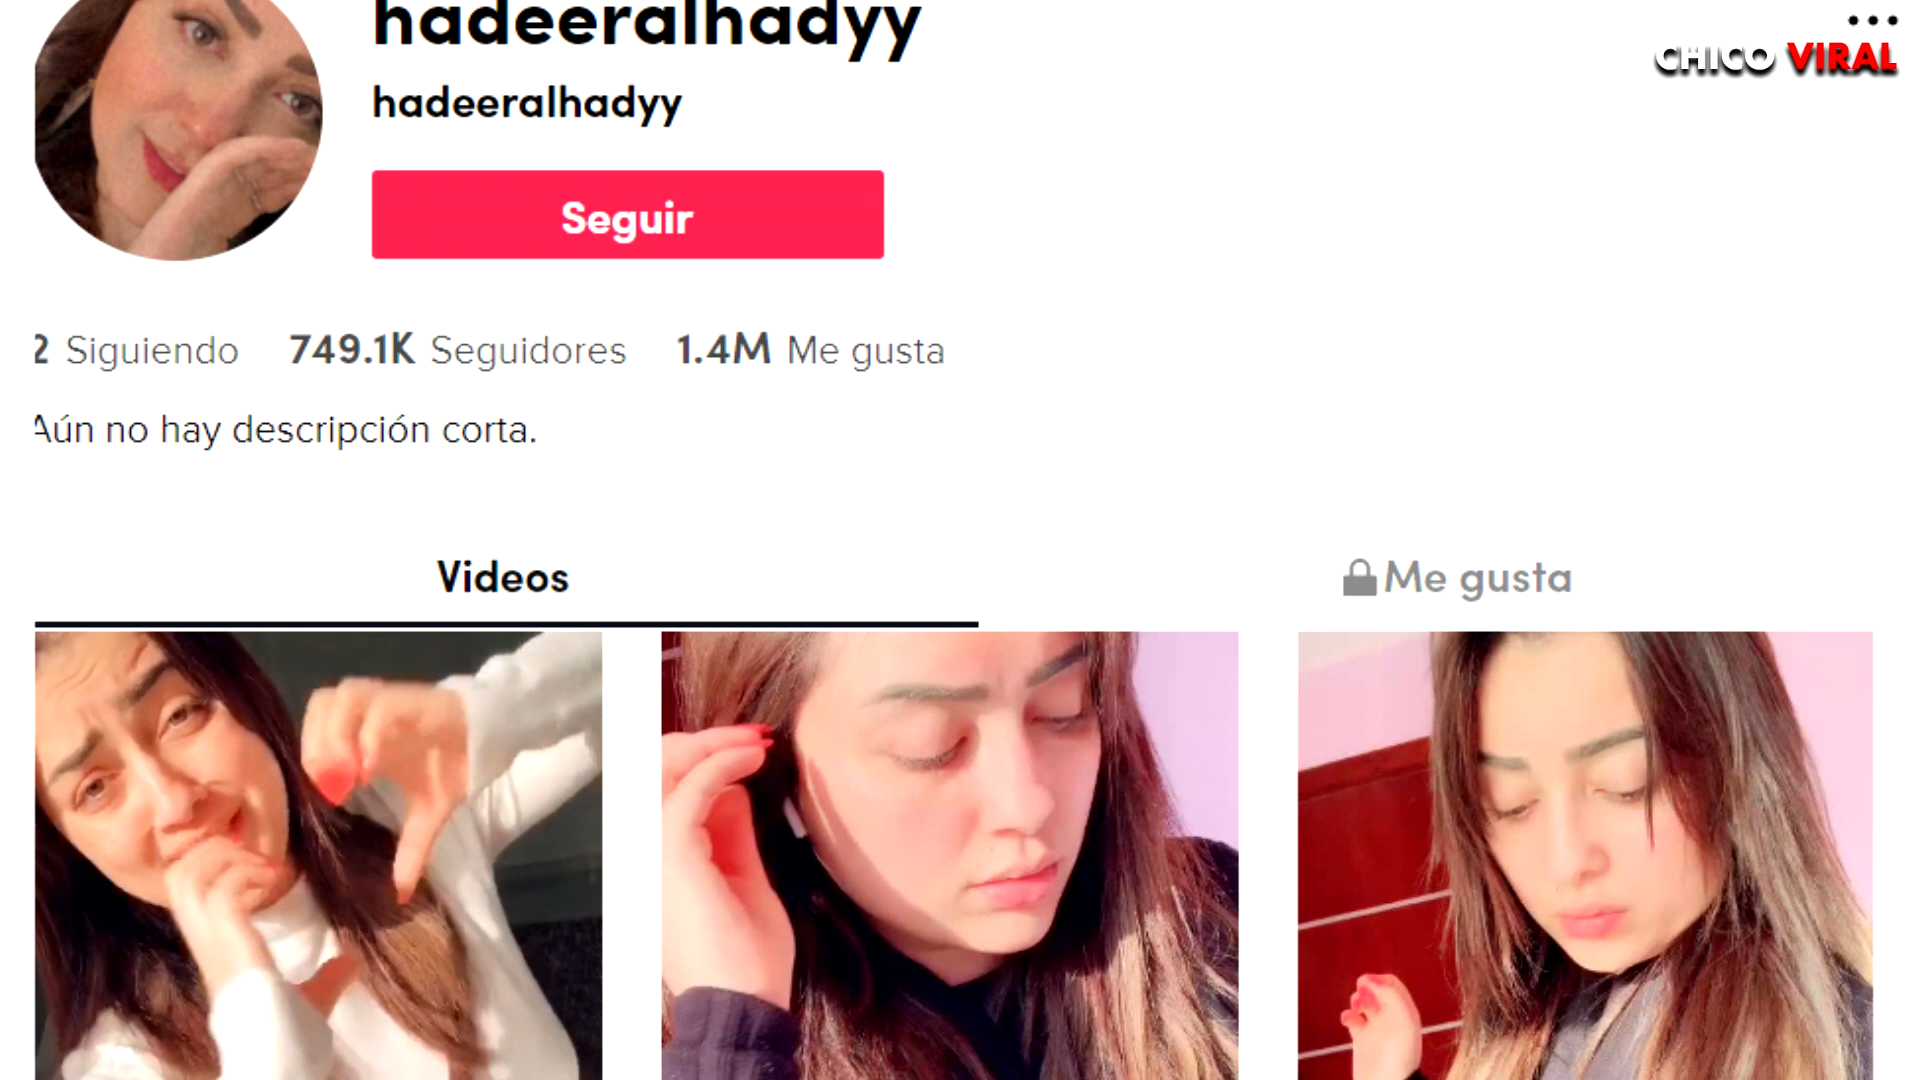 hadeeralhadyy
CHICO VIRAL
hadeeralhadyy
Seguir
2 Siguiendo 749.1K Seguidores 1.4M Me gusta
Aún no hay descripción corta.
Videos
Me gusta